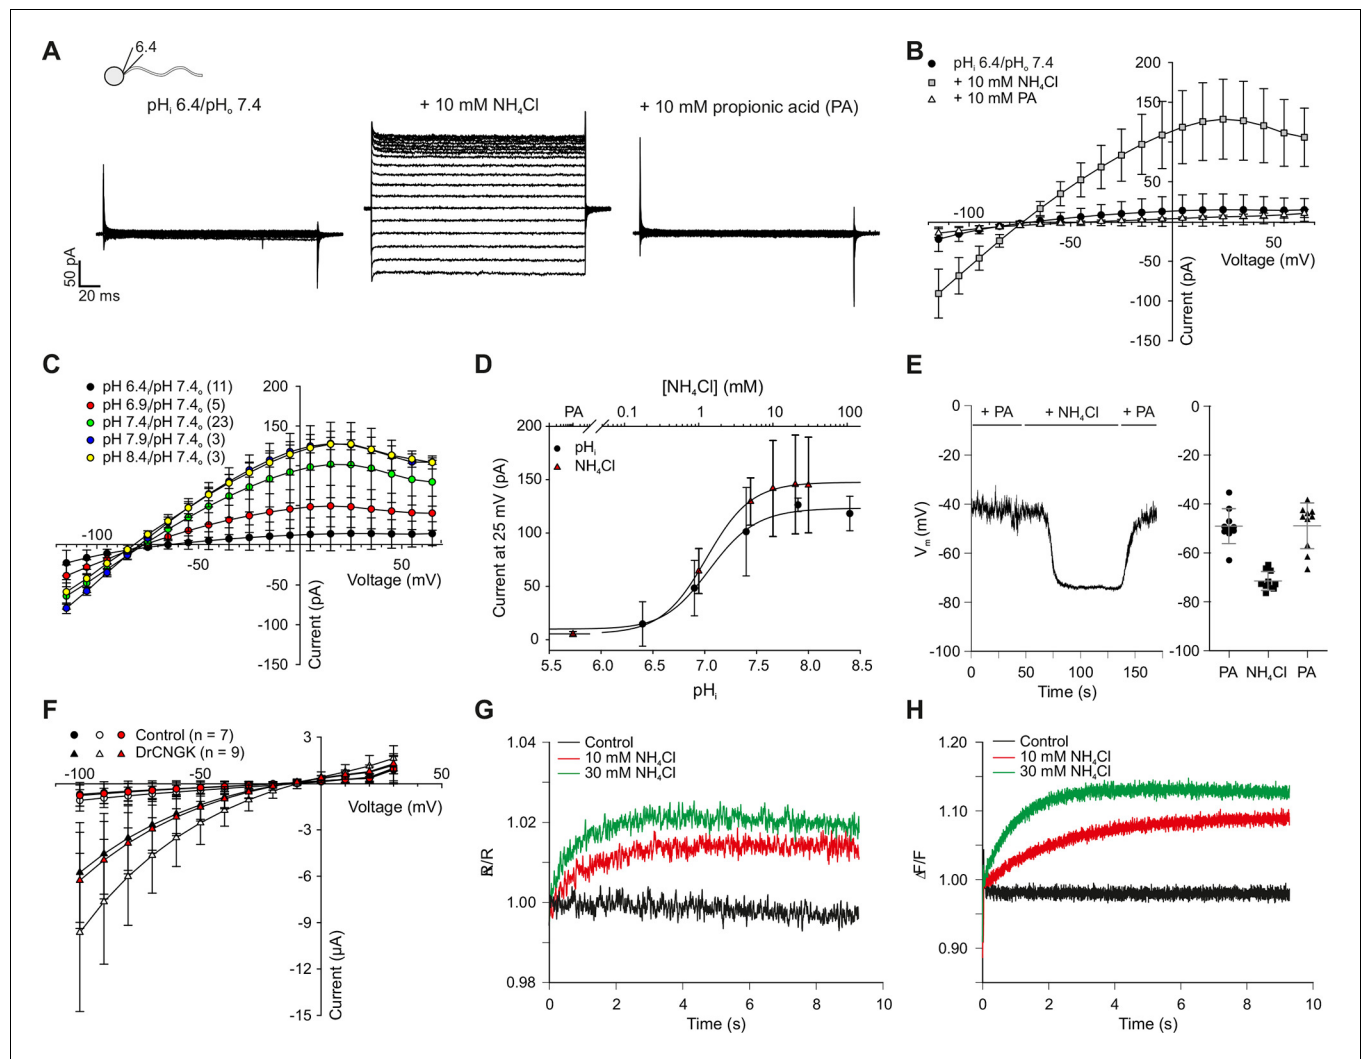 A
6.4
pHi 6.4/pHo 7.4
+ 10 mM NH4Cl
+ 10 mM propionic acid (PA)
50 pA
20 ms
B
pHi 6.4/pHo 7.4
+ 10 mM NH4Cl
+ 10 mM PA
200
150
100
50
-100
-50
50
Voltage (mV)
-50
-100
-150
Current (pA)
C
pH 6.4i/pH 7.4o (11)
pH 6.9i/pH 7.4o (5)
pH 7.4i/pH 7.4o (23)
pH 7.9i/pH 7.4o (3)
pH 8.4i/pH 7.4o (3)
200
150
100
50
-100
-50
50
Voltage (mV)
-50
-100
-150
Current (pA)
D
[NH4Cl] (mM)
PA
0.1
1
10
100
pHi
NH4Cl
200
150
100
50
0
Current at 25 mV (pA)
5.5
6.0
6.5
7.0
7.5
8.0
8.5
pHi
E
+ PA
+ NH4Cl
+ PA
0
-20
-40
-60
-80
-100
Vm (mV)
0
50
100
150
Time (s)
0
-20
-40
-60
-80
-100
PA
NH4Cl
PA
F
Control (n = 7)
DrCNGK (n = 9)
3
-100
-50
50
Voltage (mV)
-3
-6
-9
-12
-15
Current (µA)
G
Control
10 mM NH4Cl
30 mM NH4Cl
1.04
1.02
1.00
0.98
0
2
4
6
8
10
Time (s)
H
Control
10 mM NH4Cl
30 mM NH4Cl
1.20
1.10
1.00
0.90
ΔF/F
0
2
4
6
8
10
Time (s)